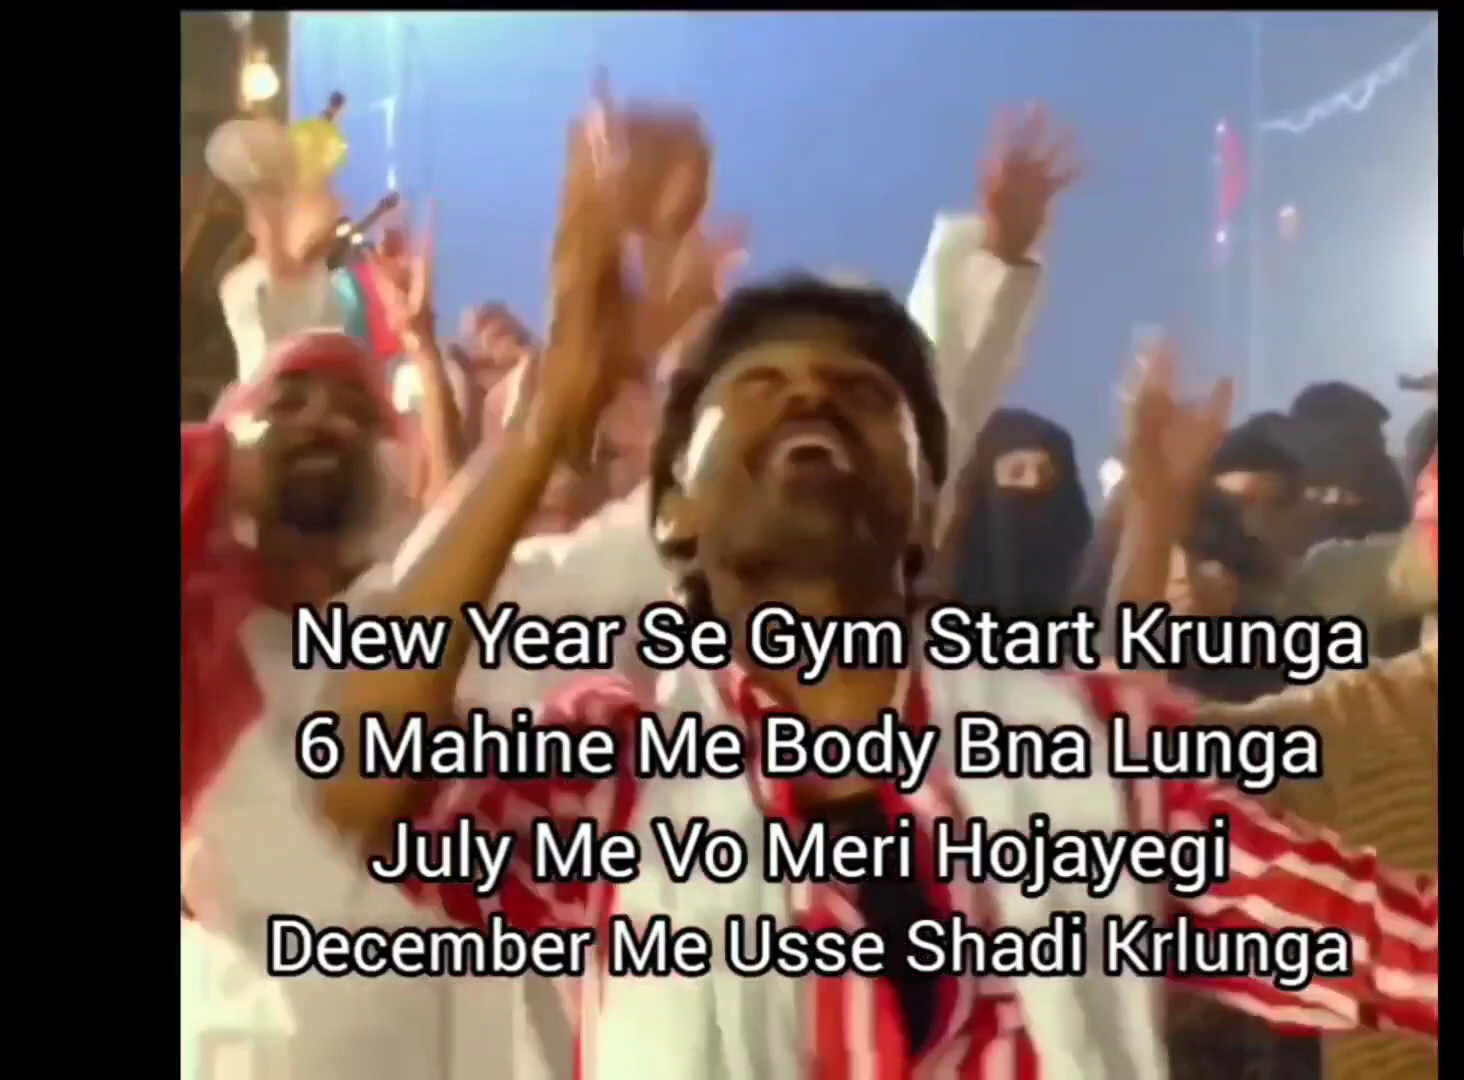 New Year Se Gym Start Krunga
6 Mahine Me Body Bna Lunga
July Me Vo Meri Hojayegi
December Me Usse Shadi Krlunga